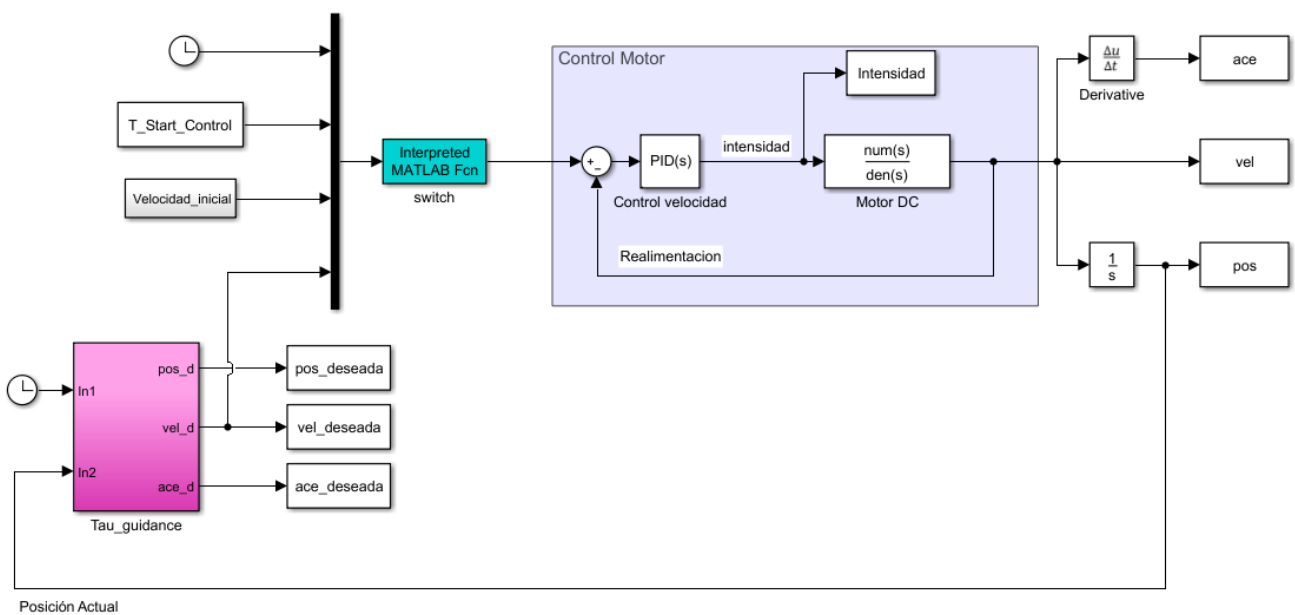 Control Motor
Δu
Δt
Derivative
ace
Intensidad
T_Start_Control
Interpreted
MATLAB Fcn
switch
+
−
PID(s)
Control velocidad
intensidad
num(s)
den(s)
Motor DC
vel
Velocidad_inicial
Realimentacion
1
s
pos
In1
In2
pos_d
vel_d
ace_d
Tau_guidance
pos_deseada
vel_deseada
ace_deseada
Posición Actual